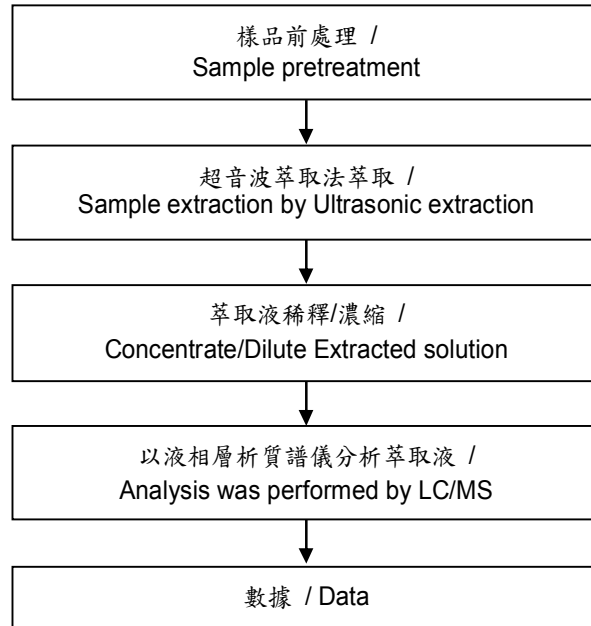 樣品前處理 /
Sample pretreatment
超音波萃取法萃取 /
Sample extraction by Ultrasonic extraction
萃取液稀釋/濃縮 /
Concentrate/Dilute Extracted solution
以液相層析質譜儀分析萃取液 /
Analysis was performed by LC/MS
數據 / Data